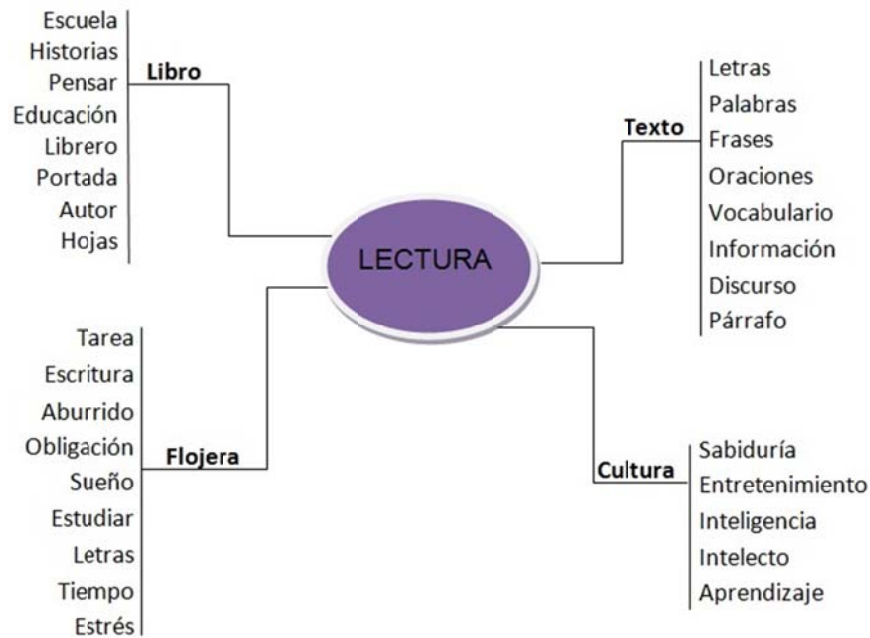 Escuela
Historias
Pensar
Educación
Librero
Portada
Autor
Hojas
Libro
Letras
Palabras
Frases
Oraciones
Vocabulario
Información
Discurso
Párrafo
Texto
LECTURA
Tarea
Escritura
Aburrido
Obligación
Sueño
Estudiar
Letras
Tiempo
Estrés
Flojera
Cultura
Sabiduría
Entretenimiento
Inteligencia
Intelecto
Aprendizaje